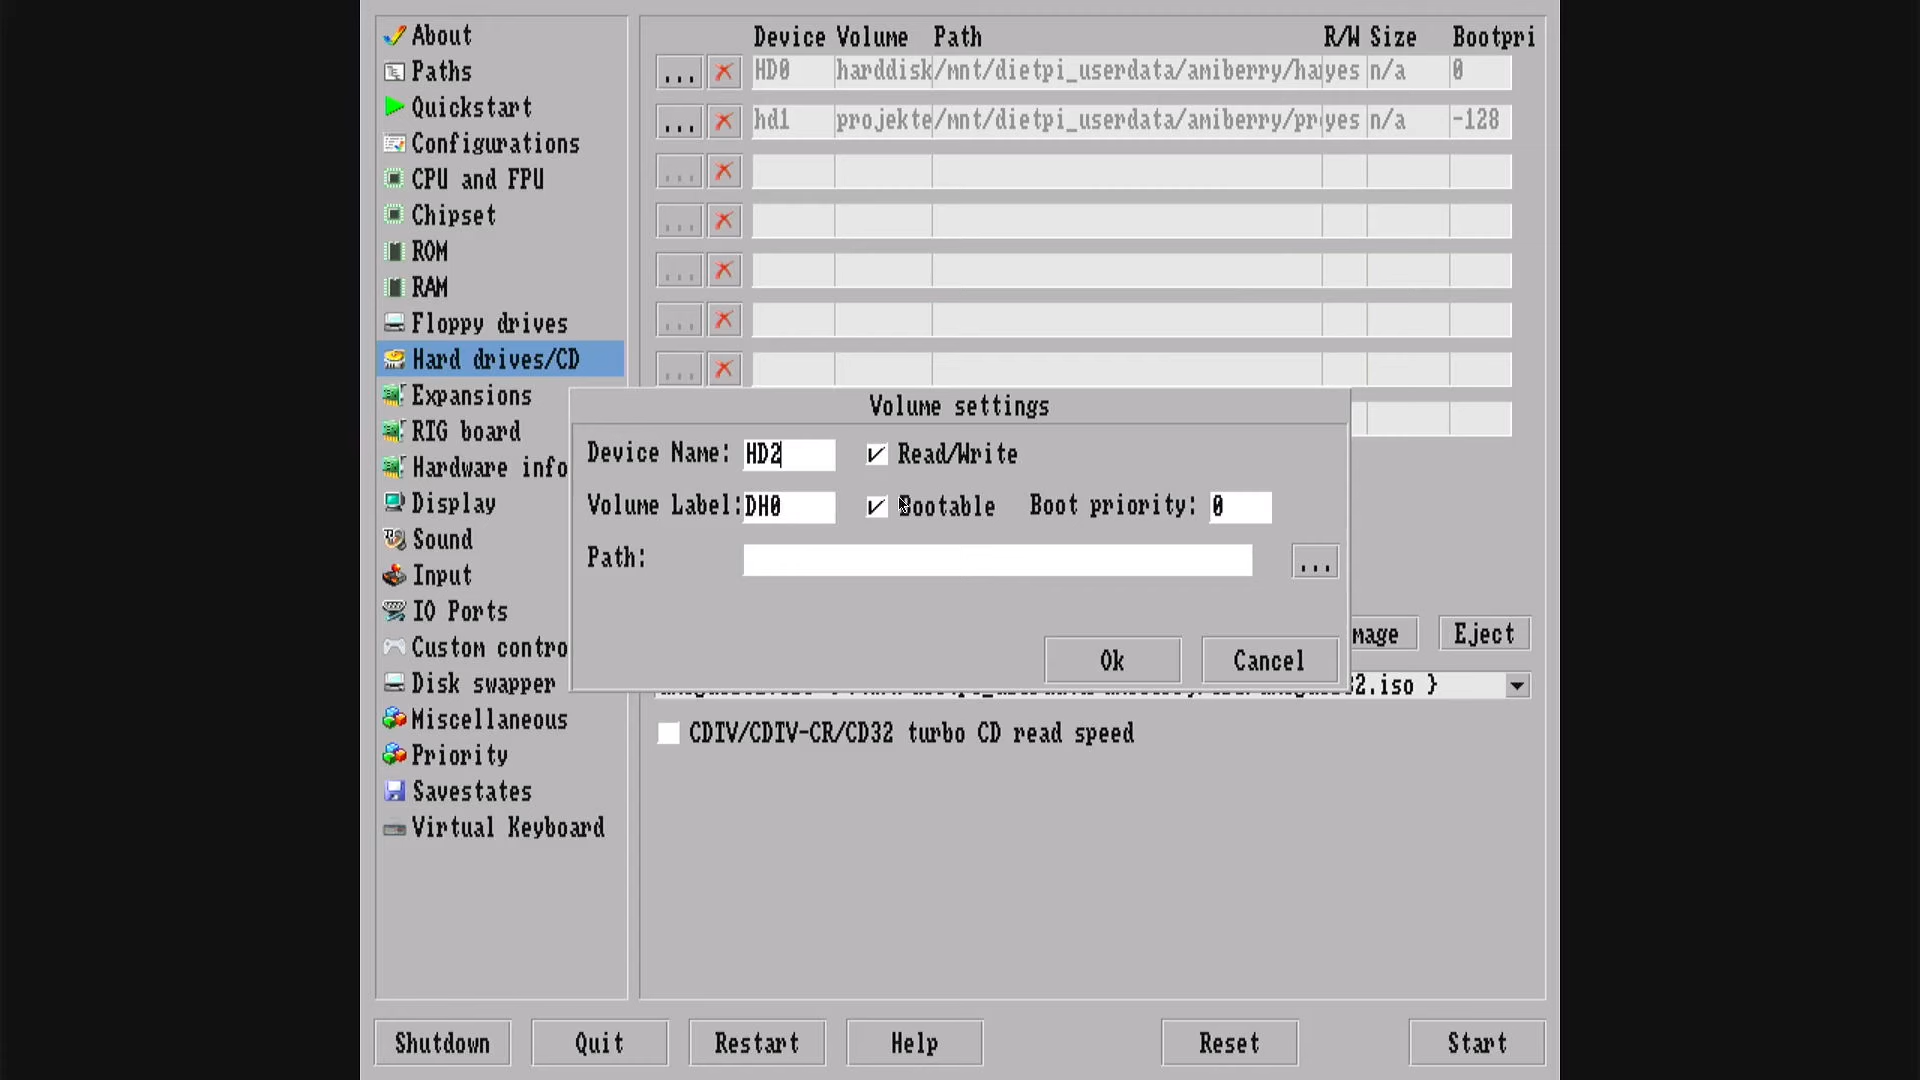 About
Paths
Quickstart
Configurations
CPU and FPU
Chipset
ROM
RAM
Floppy drives
Hard drives/CD
Expansions
RTG board
Hardware info
Display
Sound
Input
IO Ports
Custom contro
Disk swapper
Miscellaneous
Priority
Savestates
Virtual Keyboard
Device Volume Path R/W Size Bootpri
... HD0 harddisk /mnt/dietpi_userdata/amiberry/ha yes n/a 0
... hd1 projekte /mnt/dietpi_userdata/amiberry/pr yes n/a -128
...
...
...
...
...
Volume settings
Device Name: HD2 Read/Write
Volume Label: DH0 Bootable Boot priority: 0
Path: ...
Ok Cancel
mage Eject
2.iso }
CDTV/CDTV-CR/CD32 turbo CD read speed
Shutdown Quit Restart Help Reset Start